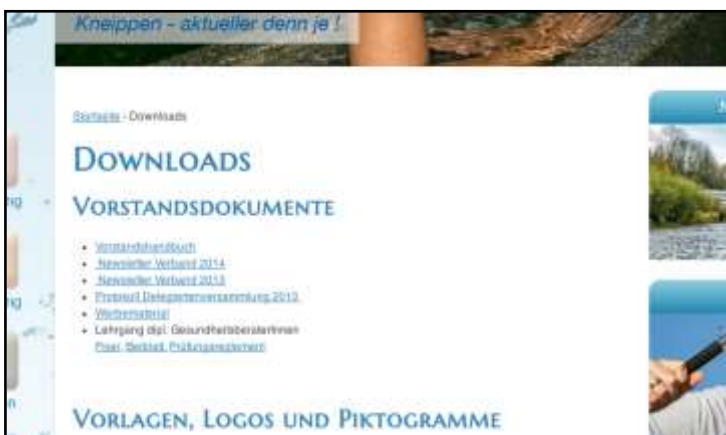 Kneippen - aktueller denn je !
Startseite - Downloads
Downloads
Vorstandsdokumente
Vorstandshandbuch
Newsletter Verband 2014
Newsletter Verband 2013
Protokoll Delegiertenversammlung 2013
Werbematerial
Lehrgang dipl. GesundheitsberaterInnen
Flyer, Beiblatt, Prüfungsreglement
Vorlagen, Logos und Piktogramme